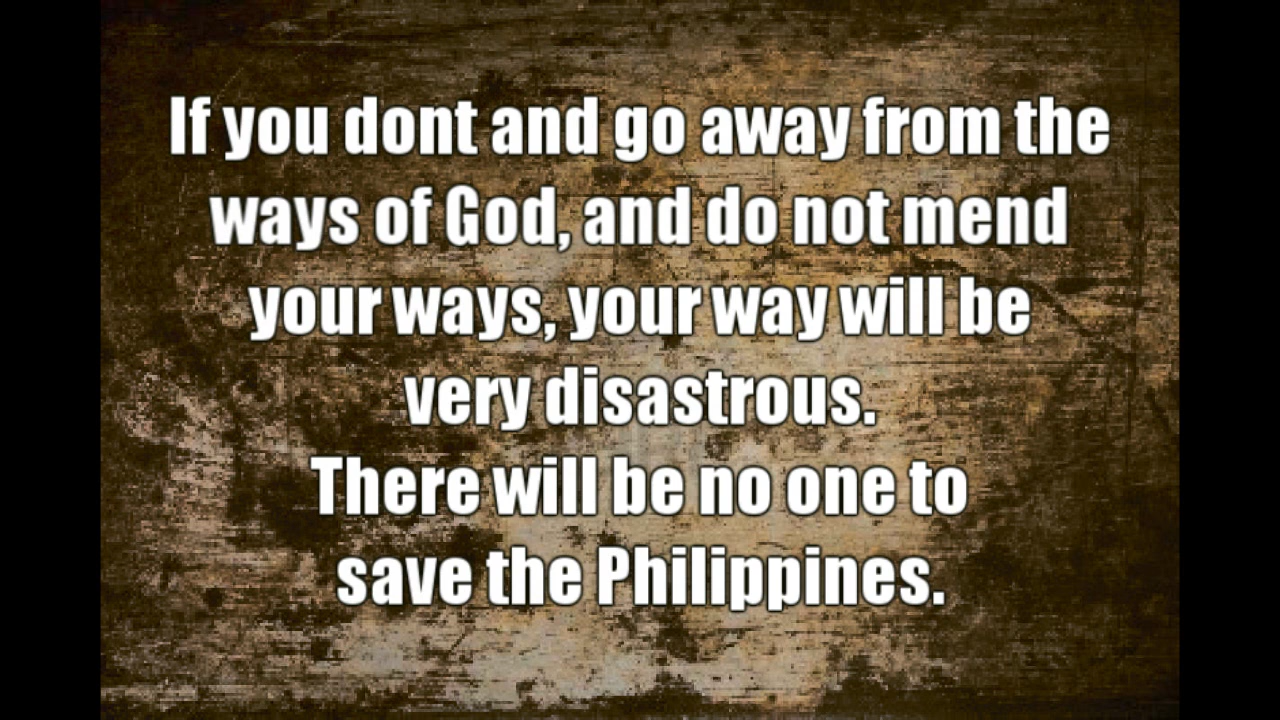 If you dont and go away from the
ways of God, and do not mend
your ways, your way will be
very disastrous.
There will be no one to
save the Philippines.